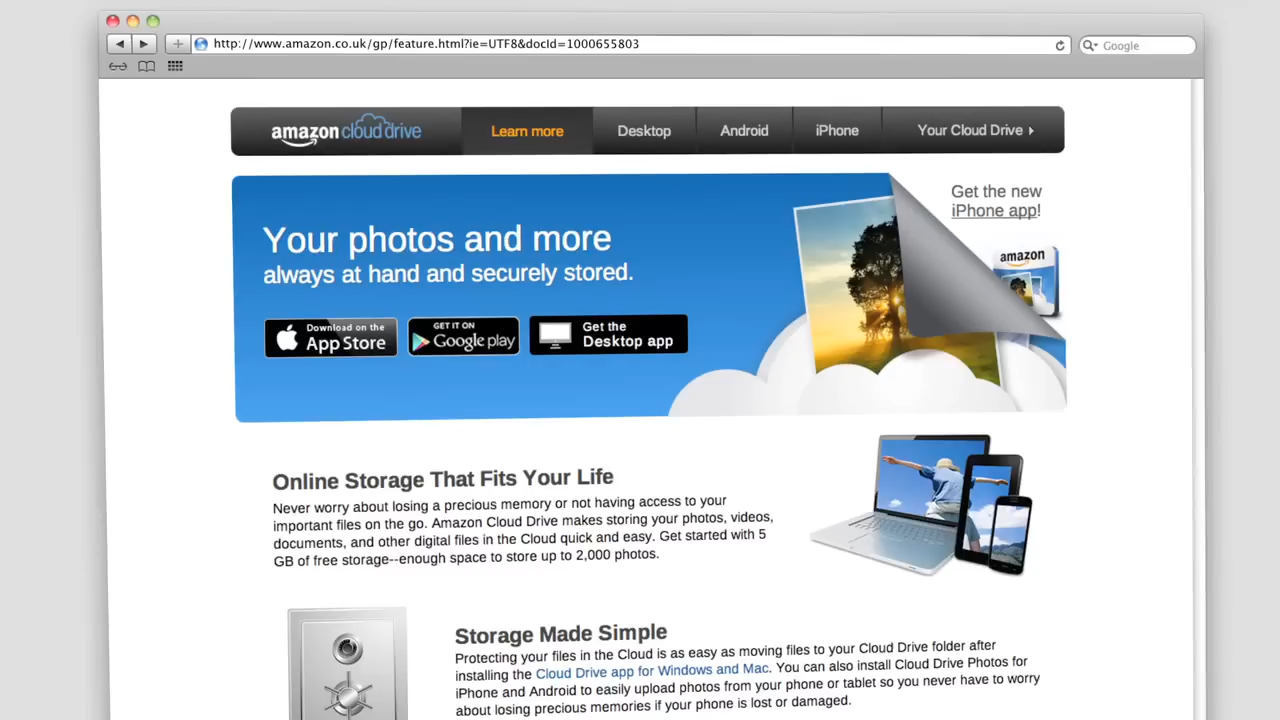 http://www.amazon.co.uk/gp/feature.html?ie=UTF8&docId=1000655803
Google
amazon cloud drive
Learn more
Desktop
Android
iPhone
Your Cloud Drive
Get the new
iPhone app!
amazon
Your photos and more
always at hand and securely stored.
Download on the
App Store
GET IT ON
Google play
Get the
Desktop app
Online Storage That Fits Your Life
Never worry about losing a precious memory or not having access to your
important files on the go. Amazon Cloud Drive makes storing your photos, videos,
documents, and other digital files in the Cloud quick and easy. Get started with 5
GB of free storage--enough space to store up to 2,000 photos.
Storage Made Simple
Protecting your files in the Cloud is as easy as moving files to your Cloud Drive folder after
installing the Cloud Drive app for Windows and Mac. You can also install Cloud Drive Photos for
iPhone and Android to easily upload photos from your phone or tablet so you never have to worry
about losing precious memories if your phone is lost or damaged.